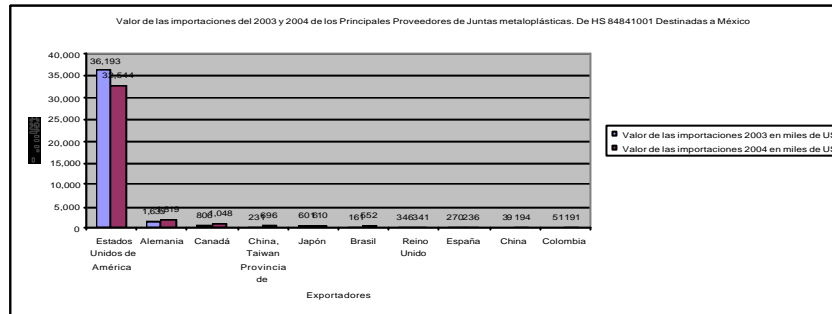 Valor de las importaciones del 2003 y 2004 de los Principales Proveedores de Juntas metaloplásticas. De HS 84841001 Destinadas a México
40,000
35,000
30,000
25,000
20,000
15,000
10,000
5,000
0
36,193
1,048
696
601 610
161 552
346 341
270 236
39 194
51 191
Estados Unidos de América
Alemania
Canadá
China, Taiwan Provincia de
Japón
Brasil
Reino Unido
España
China
Colombia
Exportadores
Valor de las importaciones 2003 en miles de US
Valor de las importaciones 2004 en miles de US